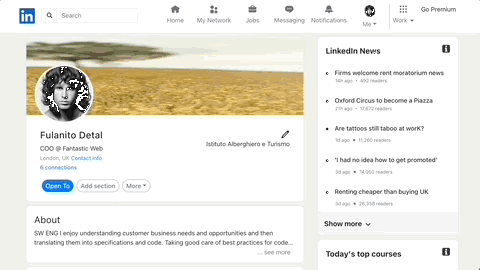 in
Search
Home
My Network
Jobs
Messaging
Notifications
Me
Work
Go Premium
Fulanito Detal
COO @ Fantastic Web
London, UK Contact info
6 connections
Istituto Alberghiero e Turismo
Open To
Add section
More
About
SW ENG I enjoy understanding customer business needs and opportunities and then
translating them into specifications and code. Taking good care of best practices for code...
... see more
LinkedIn News
Firms welcome rent moratorium news
14h ago • 492 readers
Oxford Circus to become a Piazza
21h ago • 17,672 readers
Are tattoos still taboo at worK?
1d ago • 11,260 readers
'I had no idea how to get promoted'
3d ago • 74,200 readers
Renting cheaper than buying UK
2d ago • 26,358 readers
Show more
Today's top courses